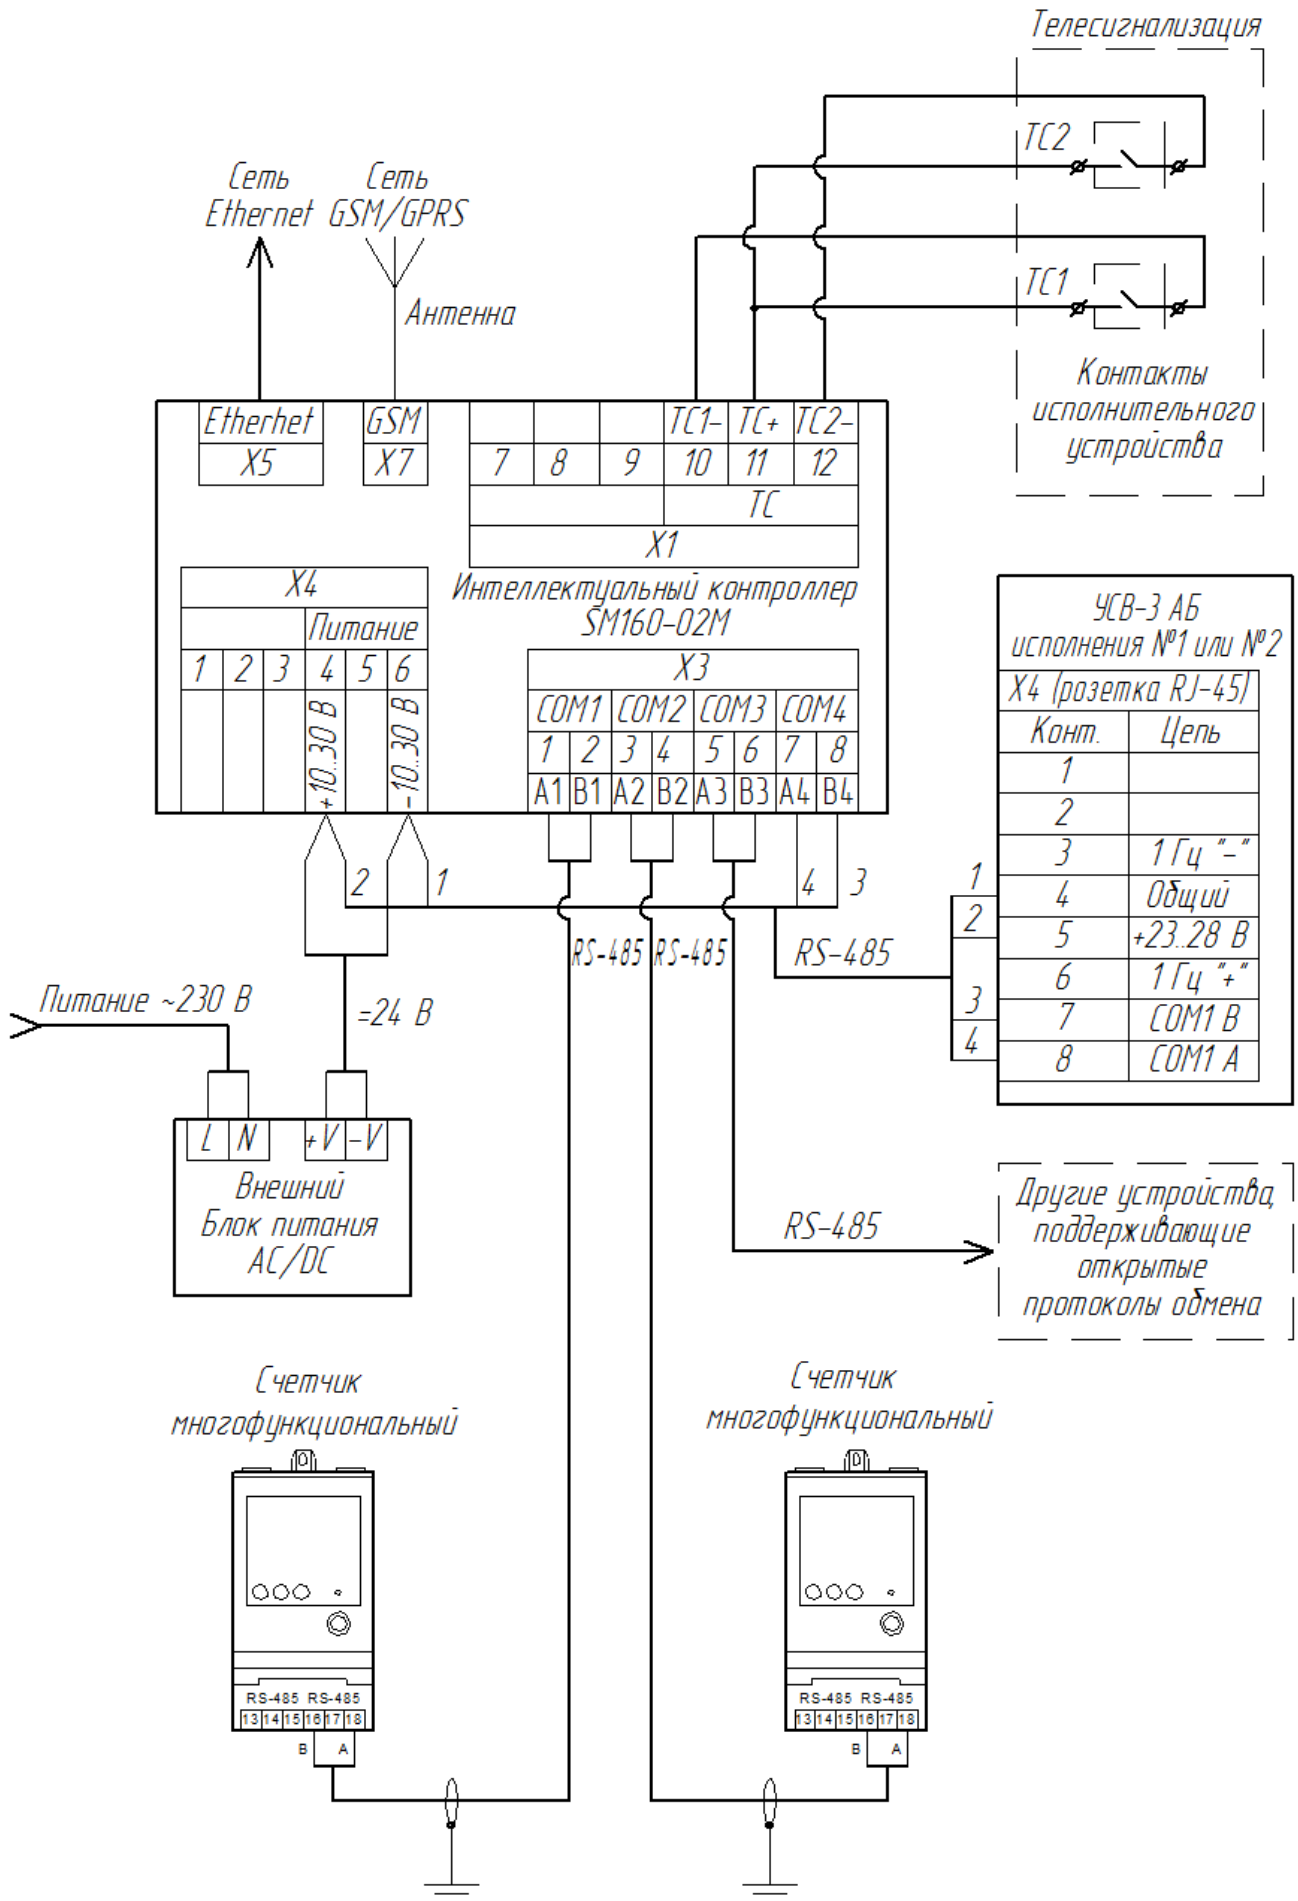 Телесигнализация
ТС2
Сеть
Ethernet
Сеть
GSM/GPRS
ТС1
Антенна
Контакты
исполнительного
устройства
Etherhet
X5
GSM
X7
ТС1- ТС+ ТС2-
7 8 9 10 11 12
ТС
X1
Интеллектуальный контроллер
SM160-02M
X4
Питание
1 2 3 4 5 6
+10..30 В
-10..30 В
X3
COM1 COM2 COM3 COM4
1 2 3 4 5 6 7 8
A1 B1 A2 B2 A3 B3 A4 B4
УСВ-3 АБ
исполнения №1 или №2
X4 (розетка RJ-45)
Конт. Цепь
1
2
3 1 Гц "-"
4 Общий
5 +23..28 В
6 1 Гц "+"
7 COM1 B
8 COM1 A
2 1 4 3
1
2
3
4
RS-485 RS-485 RS-485
Питание ~230 В
=24 В
L N +V -V
Внешний
Блок питания
AC/DC
RS-485
Другие устройства,
поддерживающие
открытые
протоколы обмена
Счетчик
многофункциональный
RS-485 RS-485
13 14 15 16 17 18
B A
Счетчик
многофункциональный
RS-485 RS-485
13 14 15 16 17 18
B A